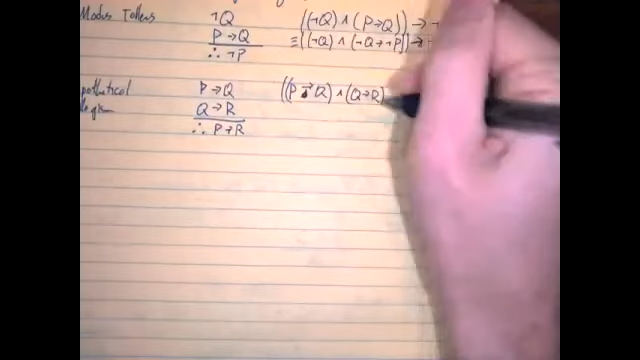 Modus Tollens ¬Q ((¬Q) ∧ (P→Q)) → ¬
P→Q ≡((¬Q) ∧ (¬Q→¬P)) →
∴ ¬P
pothetical P→Q ((P→Q) ∧ (Q→R)
logism Q→R
∴ P→R